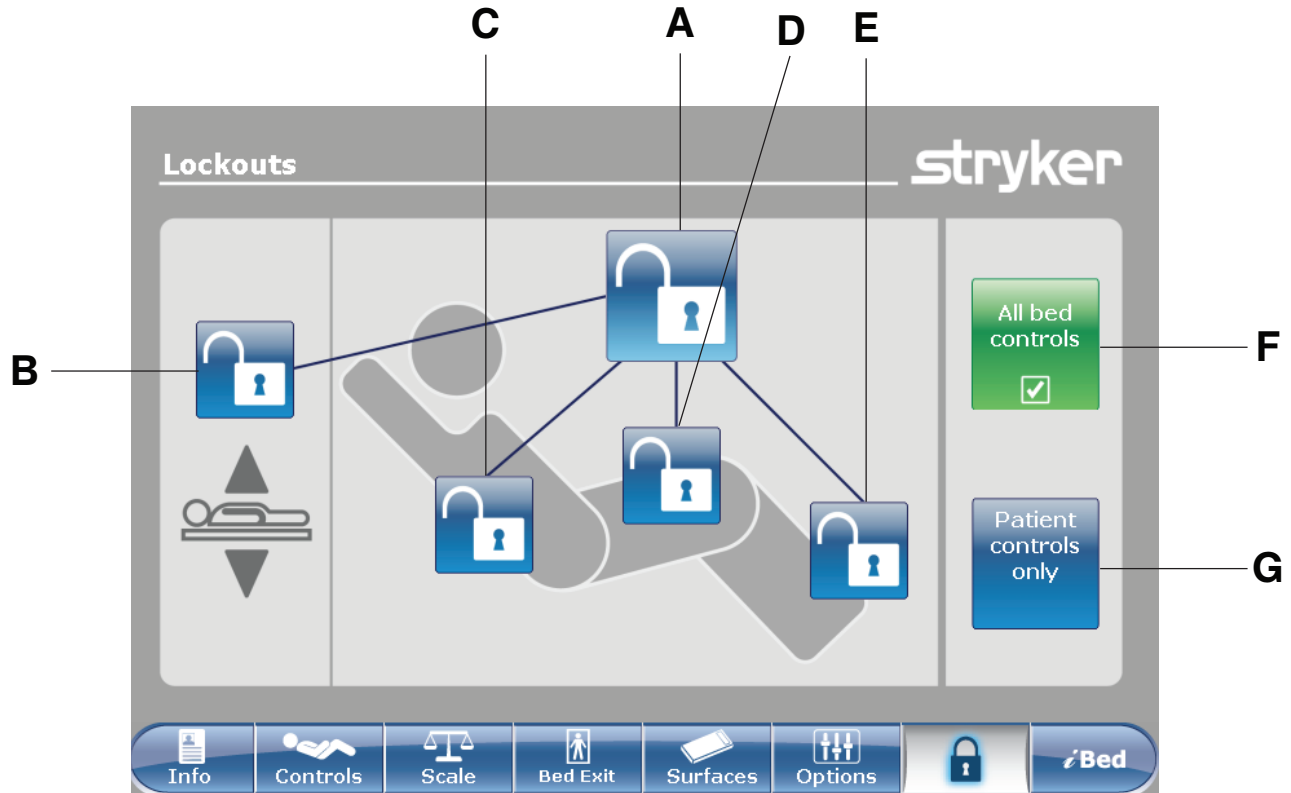 C
A
D
E
Lockouts
stryker
B
All bed
controls
F
Patient
controls
only
G
Info
Controls
Scale
Bed Exit
Surfaces
Options
iBed